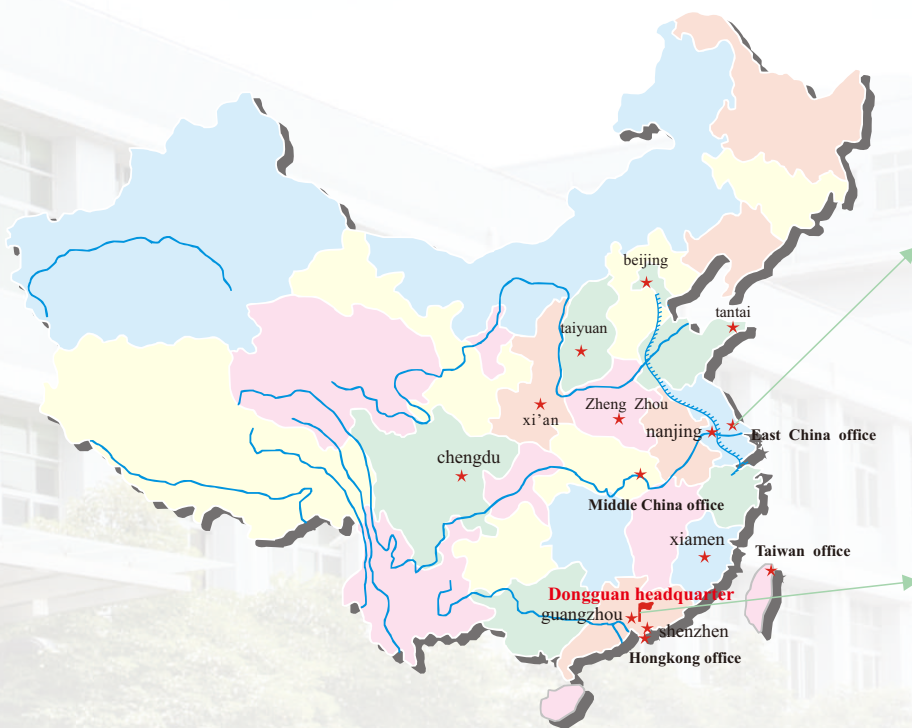 beijing
tantai
taiyuan
Zheng Zhou
xi’an
nanjing
East China office
chengdu
Middle China office
xiamen
Taiwan office
Dongguan headquarter
guangzhou
shenzhen
Hongkong office